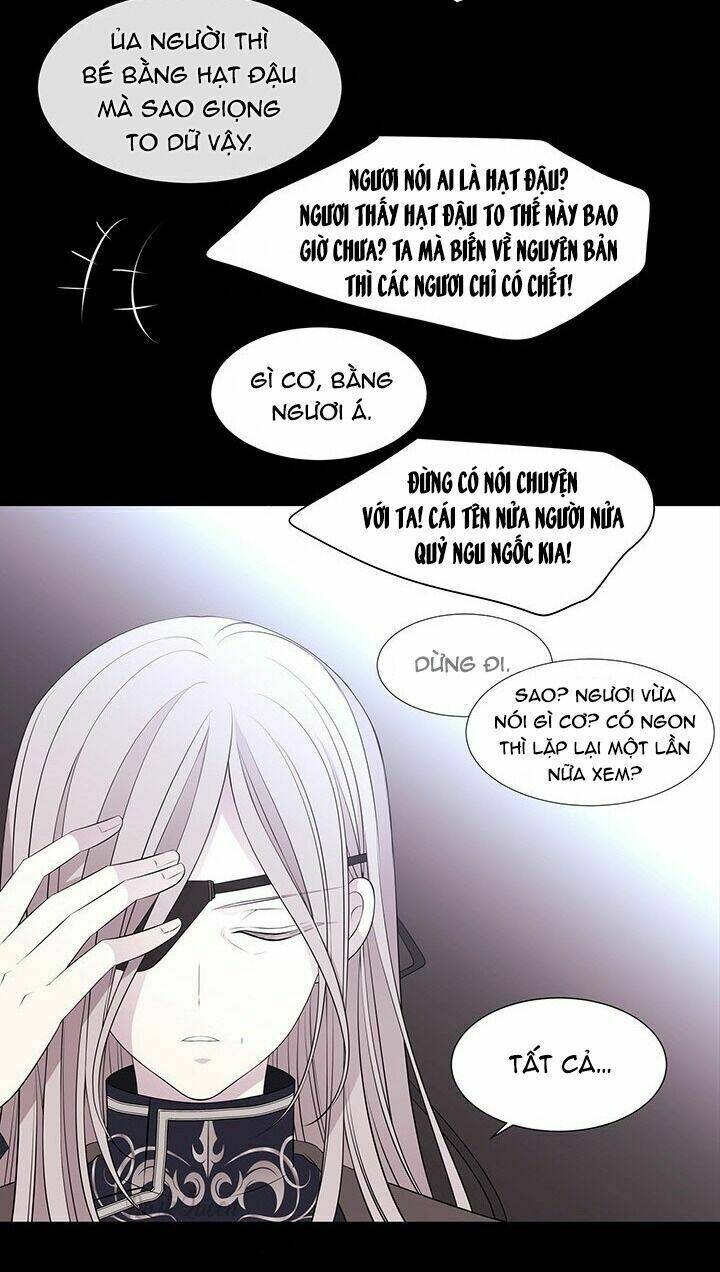 ỦA NGƯỜI THÌ
BÉ BẰNG HẠT ĐẬU
MÀ SAO GIỌNG
TO DỮ VẬY.
NGƯƠI NÓI AI LÀ HẠT ĐẬU?
NGƯƠI THẤY HẠT ĐẬU TO THẾ NÀY BAO
GIỜ CHƯA? TA MÀ BIẾN VỀ NGUYÊN BẢN
THÌ CÁC NGƯƠI CHỈ CÓ CHẾT!
GÌ CƠ, BẰNG
NGƯƠI Á.
ĐỪNG CÓ NÓI CHUYỆN
VỚI TA! CÁI TÊN NỬA NGƯỜI NỬA
QUỶ NGU NGỐC KIA!
DỪNG ĐI.
SAO? NGƯƠI VỪA
NÓI GÌ CƠ? CÓ NGON
THÌ LẶP LẠI MỘT LẦN
NỮA XEM?
TẤT CẢ...